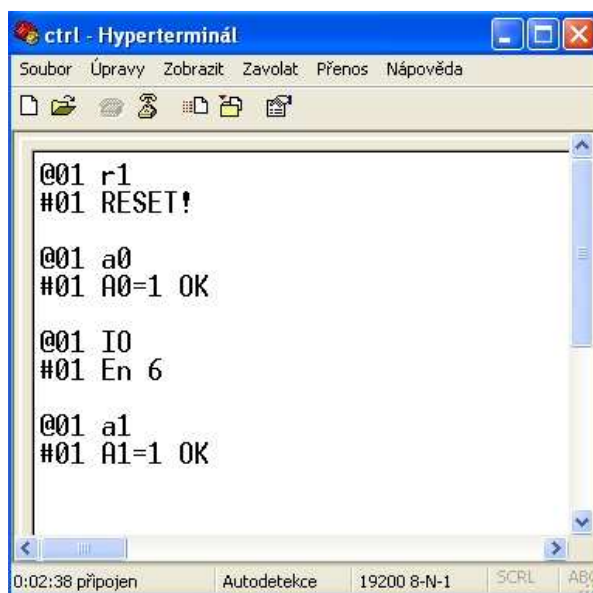 ctrl - Hyperterminál
Soubor Úpravy Zobrazit Zavolat Přenos Nápověda
@01 r1
#01 RESET!
@01 a0
#01 A0=1 OK
@01 IO
#01 En 6
@01 a1
#01 A1=1 OK
0:02:38 připojen Autodetekce 19200 8-N-1 SCRL